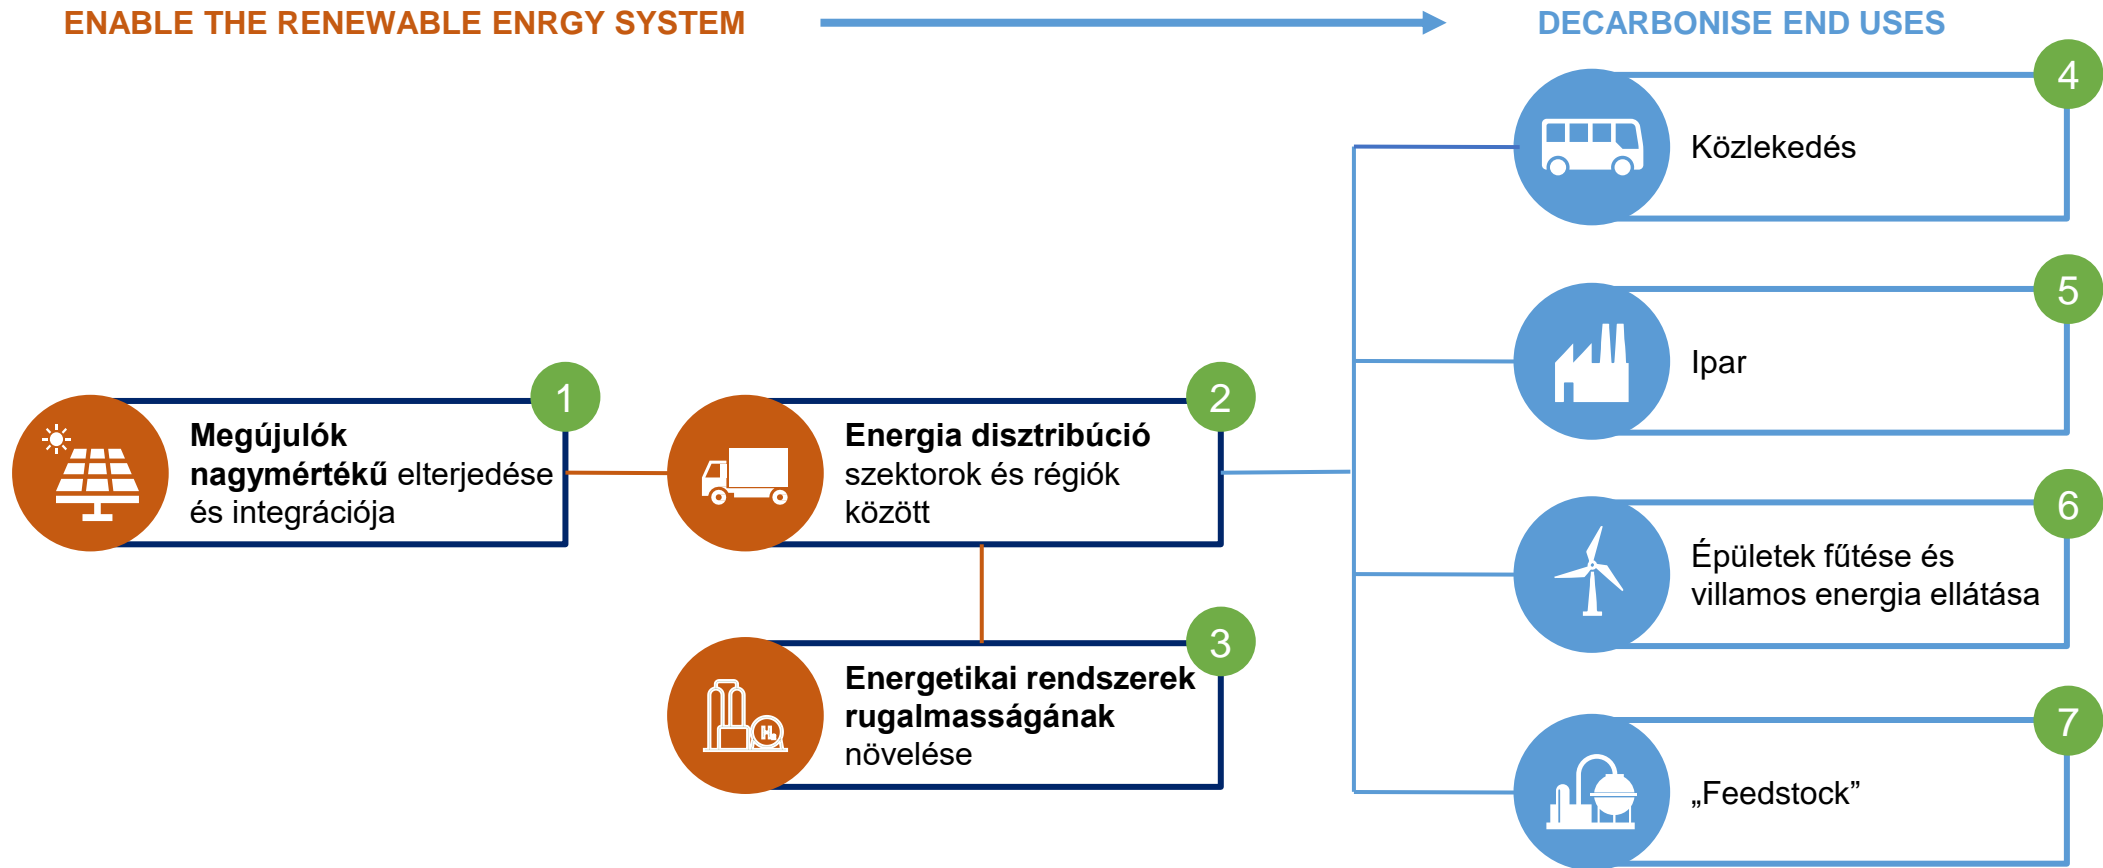 ENABLE THE RENEWABLE ENRGY SYSTEM
DECARBONISE END USES
1
Megújulók
nagymértékű elterjedése
és integrációja
2
Energia disztribúció
szektorok és régiók
között
3
Energetikai rendszerek
rugalmasságának
növelése
4
Közlekedés
5
Ipar
6
Épületek fűtése és
villamos energia ellátása
7
„Feedstock”